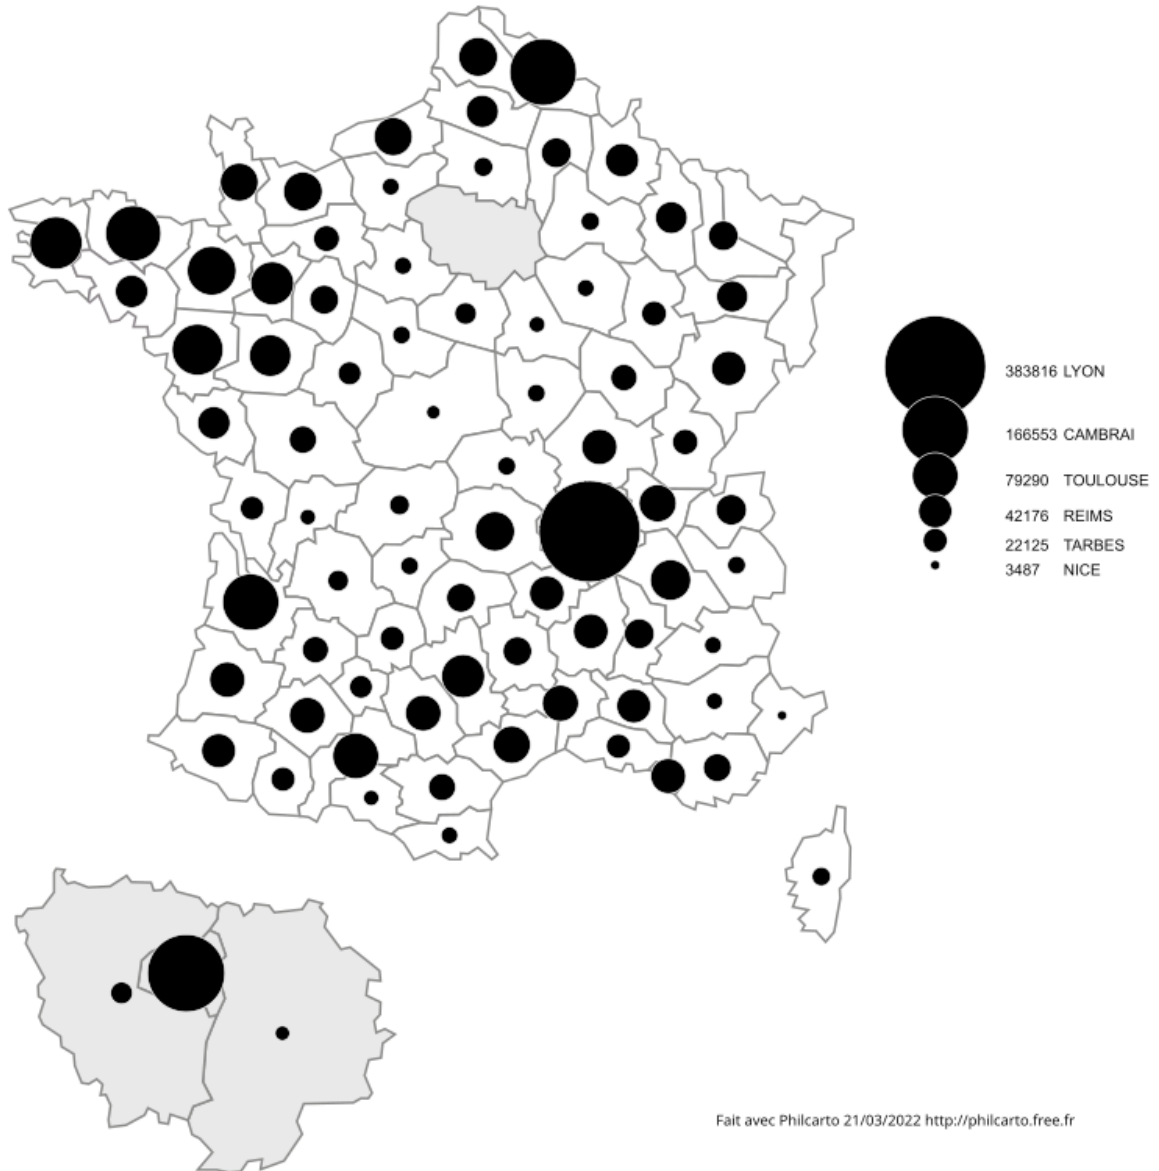 383816 LYON
166553 CAMBRAI
79290 TOULOUSE
42176 REIMS
22125 TARBES
3487 NICE
Fait avec Philcarto 21/03/2022 http://philcarto.free.fr